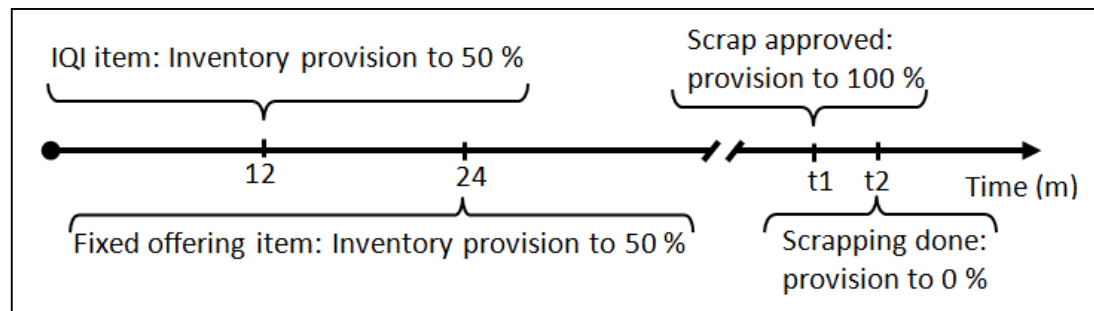 IQI item: Inventory provision to 50 %
Scrap approved:
provision to 100 %
12
24
t1
t2
Time (m)
Fixed offering item: Inventory provision to 50 %
Scrapping done:
provision to 0 %